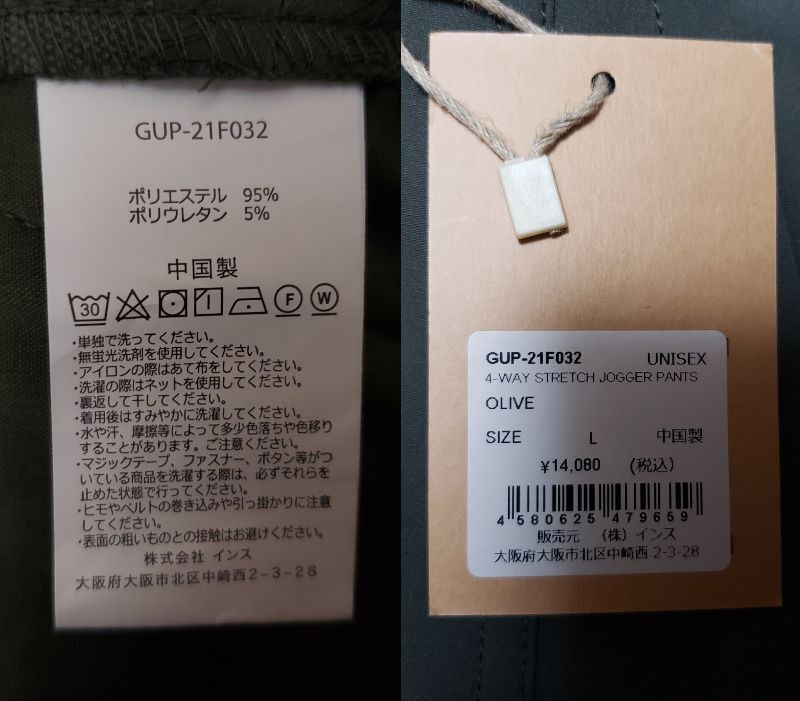 GUP-21F032
ポリエステル 95%
ポリウレタン 5%
中国製
30 F W
・単独で洗ってください。
・無蛍光洗剤を使用してください。
・アイロンの際はあて布をしてください。
・洗濯の際はネットを使用してください。
・裏返して干してください。
・着用後はすみやかに洗濯してください。
・水や汗、摩擦等によって多少色落ちや色移り
することがあります。ご注意ください。
・マジックテープ、ファスナー、ボタン等がつ
いている商品を洗濯する際は、必ずそれらを
止めた状態で行ってください。
・ヒモやベルトの巻き込みや引っ掛かりに注意
してください。
・表面の粗いものとの接触はお避けください。
株式会社 インス
大阪府大阪市北区中崎西2-3-28
GUP-21F032 UNISEX
4-WAY STRETCH JOGGER PANTS
OLIVE
SIZE L 中国製
¥14,080 (税込)
4 580625 479659
販売元 (株) インス
大阪府大阪市北区中崎西 2-3-28